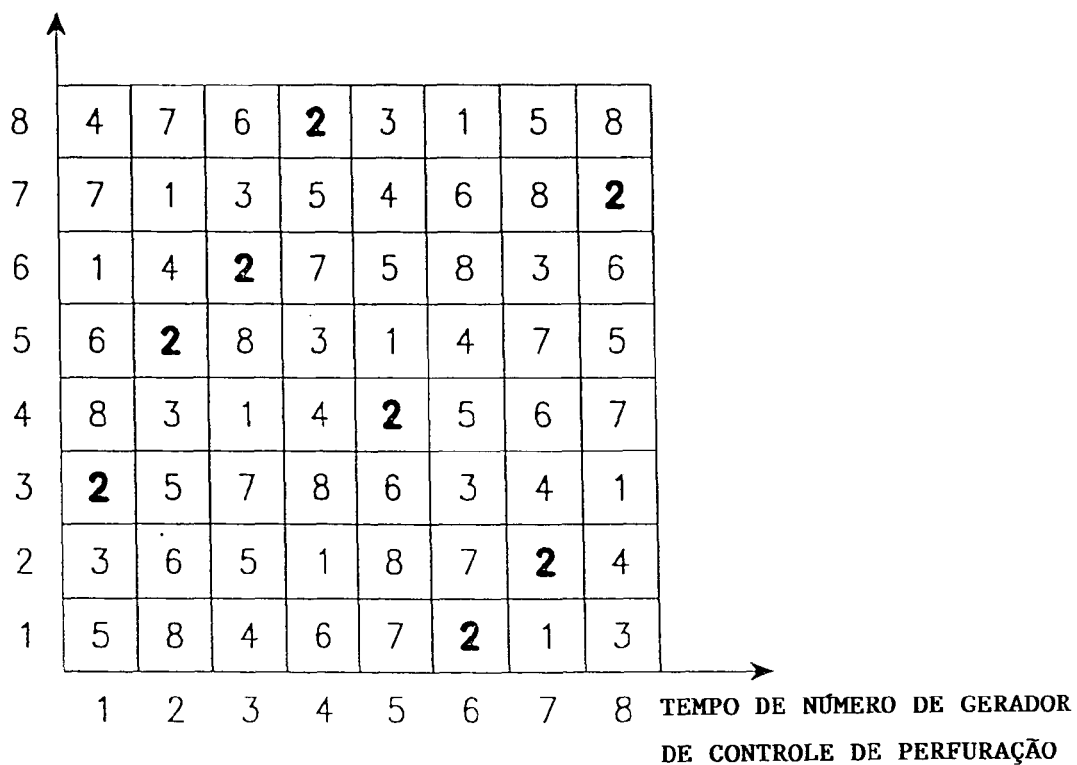 8 4 7 6 2 3 1 5 8
7 7 1 3 5 4 6 8 2
6 1 4 2 7 5 8 3 6
5 6 2 8 3 1 4 7 5
4 8 3 1 4 2 5 6 7
3 2 5 7 8 6 3 4 1
2 3 6 5 1 8 7 2 4
1 5 8 4 6 7 2 1 3
1 2 3 4 5 6 7 8 TEMPO DE NÚMERO DE GERADOR
DE CONTROLE DE PERFURAÇÃO